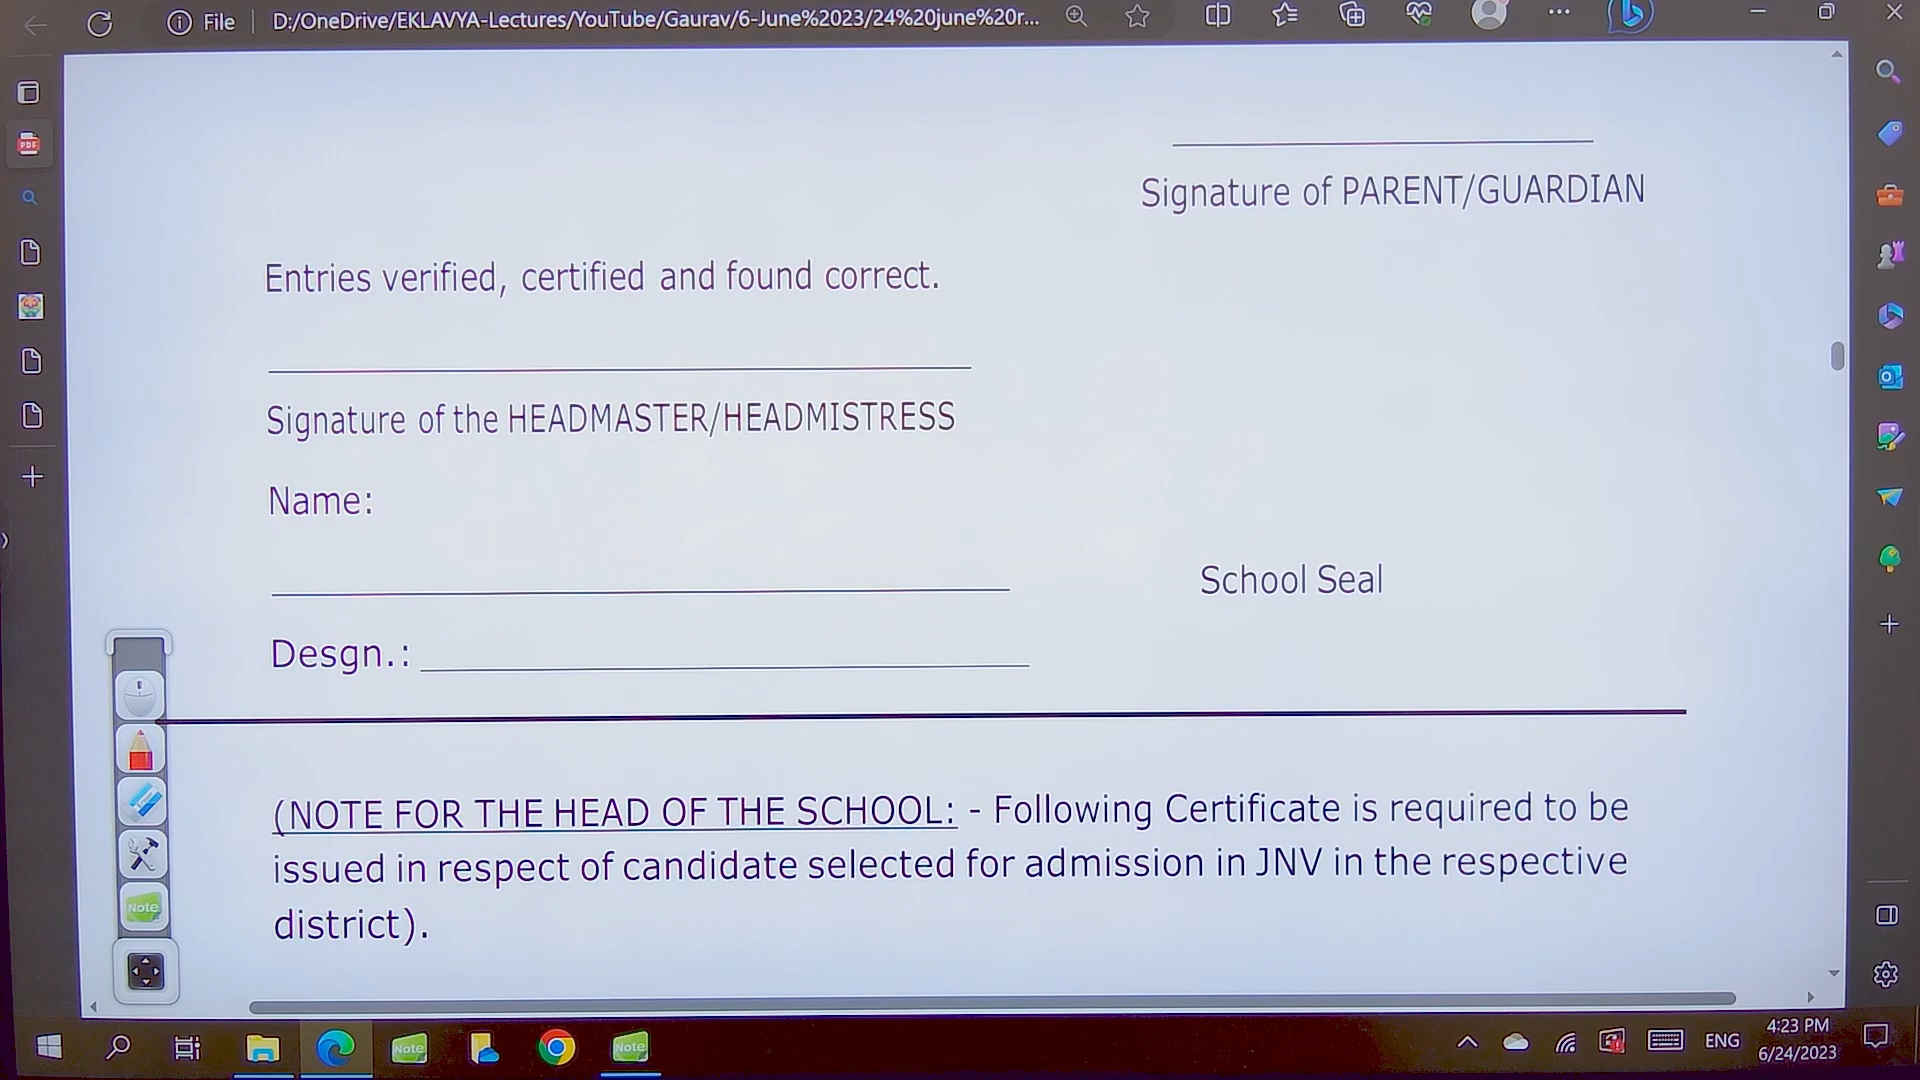 File
D:/OneDrive/EKLAVYA-Lectures/YouTube/Gaurav/6-June%2023/24%20june%20r...
PDF
Signature of PARENT/GUARDIAN
Entries verified, certified and found correct.
Signature of the HEADMASTER/HEADMISTRESS
Name:
School Seal
Desgn.:
(NOTE FOR THE HEAD OF THE SCHOOL: - Following Certificate is required to be
issued in respect of candidate selected for admission in JNV in the respective
district).
Note
Note
Note
ENG
4:23 PM
6/24/2023